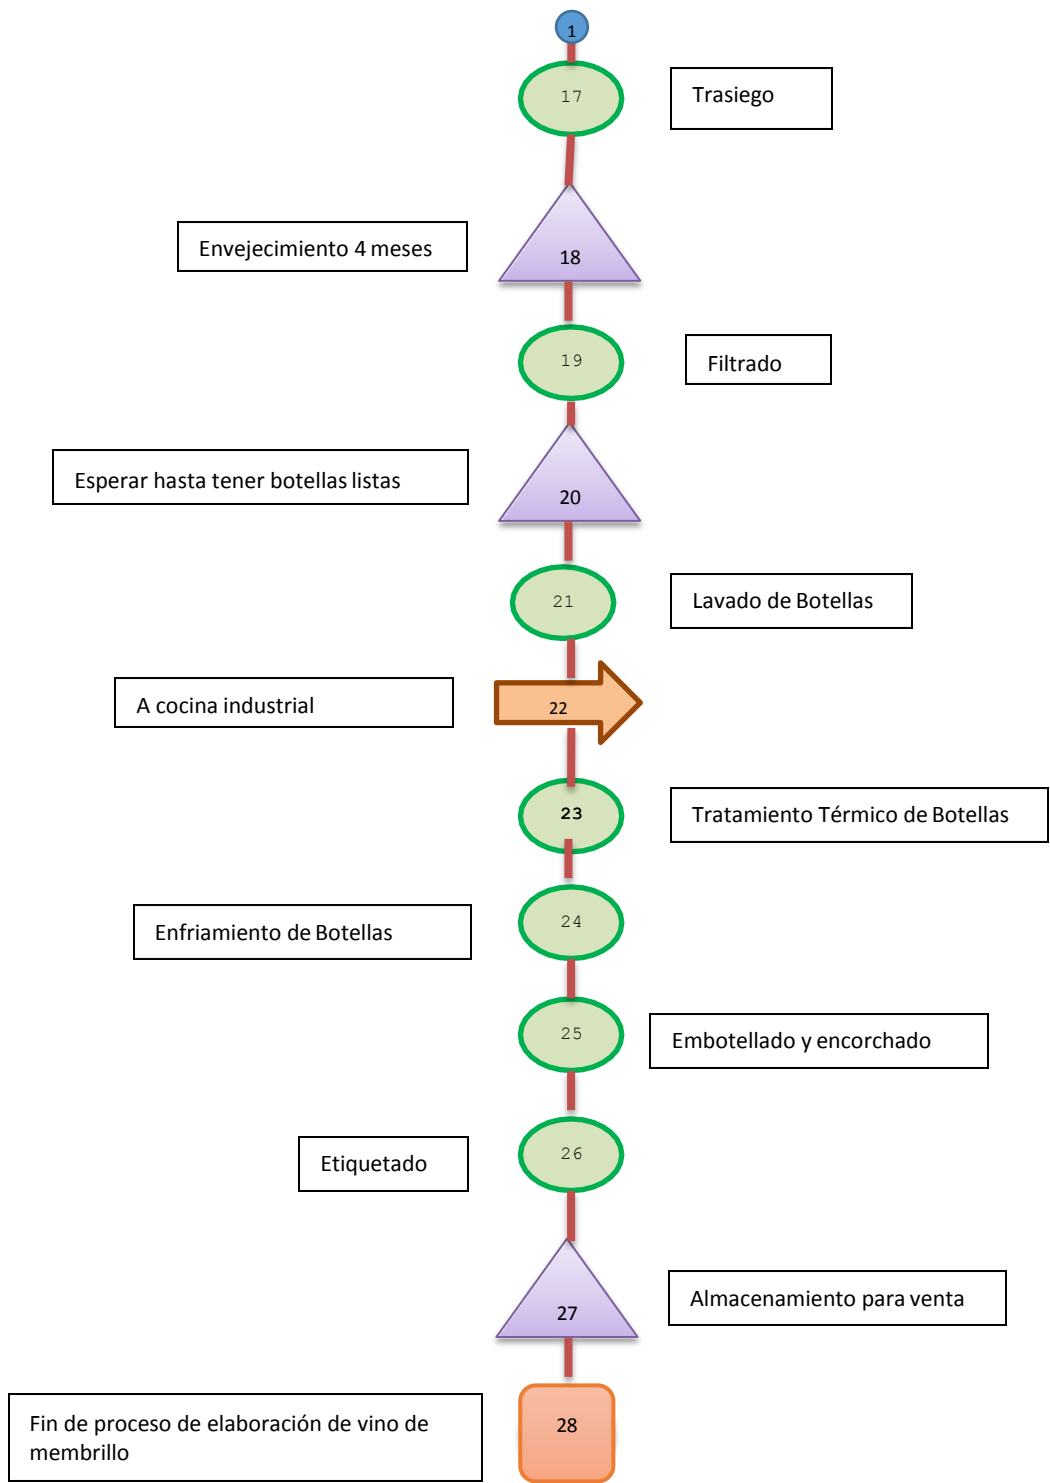 1
17
Trasiego
Envejecimiento 4 meses
18
19
Filtrado
Esperar hasta tener botellas listas
20
21
Lavado de Botellas
A cocina industrial
22
23
Tratamiento Térmico de Botellas
Enfriamiento de Botellas
24
25
Embotellado y encorchado
Etiquetado
26
27
Almacenamiento para venta
Fin de proceso de elaboración de vino de
membrillo
28